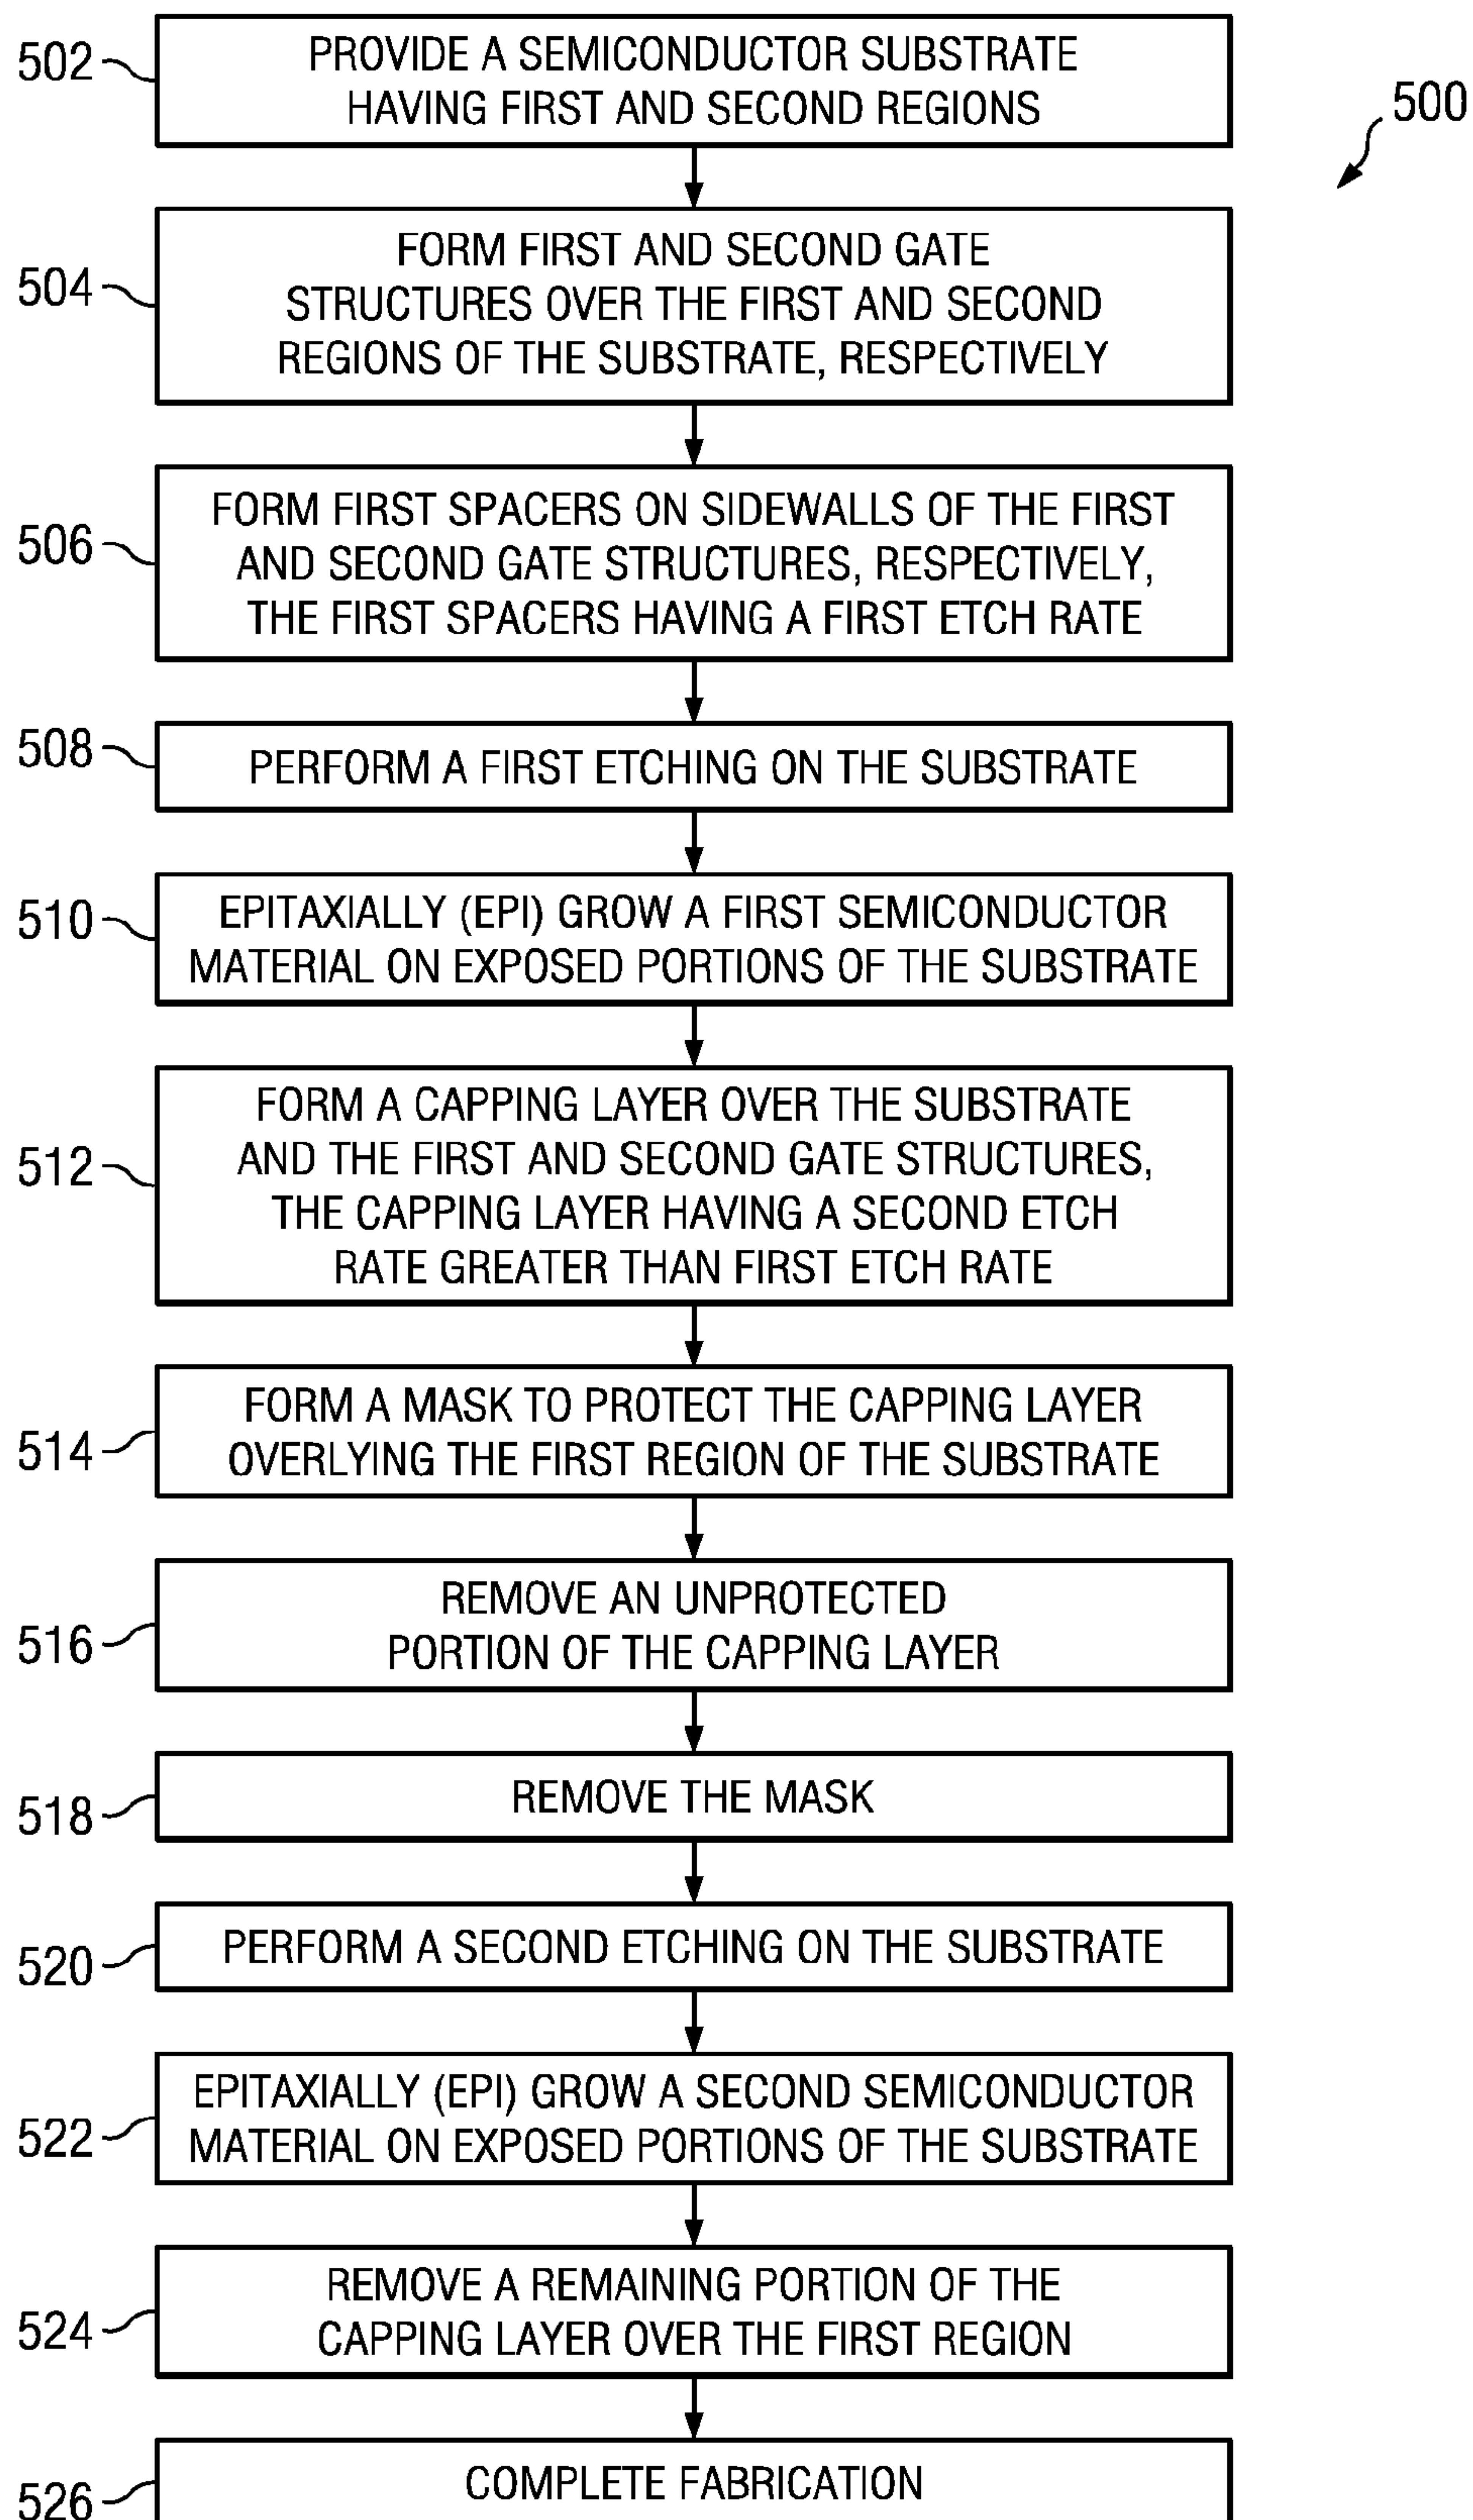 500
502
PROVIDE A SEMICONDUCTOR SUBSTRATE
HAVING FIRST AND SECOND REGIONS
504
FORM FIRST AND SECOND GATE
STRUCTURES OVER THE FIRST AND SECOND
REGIONS OF THE SUBSTRATE, RESPECTIVELY
506
FORM FIRST SPACERS ON SIDEWALLS OF THE FIRST
AND SECOND GATE STRUCTURES, RESPECTIVELY,
THE FIRST SPACERS HAVING A FIRST ETCH RATE
508
PERFORM A FIRST ETCHING ON THE SUBSTRATE
510
EPITAXIALLY (EPI) GROW A FIRST SEMICONDUCTOR
MATERIAL ON EXPOSED PORTIONS OF THE SUBSTRATE
512
FORM A CAPPING LAYER OVER THE SUBSTRATE
AND THE FIRST AND SECOND GATE STRUCTURES,
THE CAPPING LAYER HAVING A SECOND ETCH
RATE GREATER THAN FIRST ETCH RATE
514
FORM A MASK TO PROTECT THE CAPPING LAYER
OVERLYING THE FIRST REGION OF THE SUBSTRATE
516
REMOVE AN UNPROTECTED
PORTION OF THE CAPPING LAYER
518
REMOVE THE MASK
520
PERFORM A SECOND ETCHING ON THE SUBSTRATE
522
EPITAXIALLY (EPI) GROW A SECOND SEMICONDUCTOR
MATERIAL ON EXPOSED PORTIONS OF THE SUBSTRATE
524
REMOVE A REMAINING PORTION OF THE
CAPPING LAYER OVER THE FIRST REGION
526
COMPLETE FABRICATION